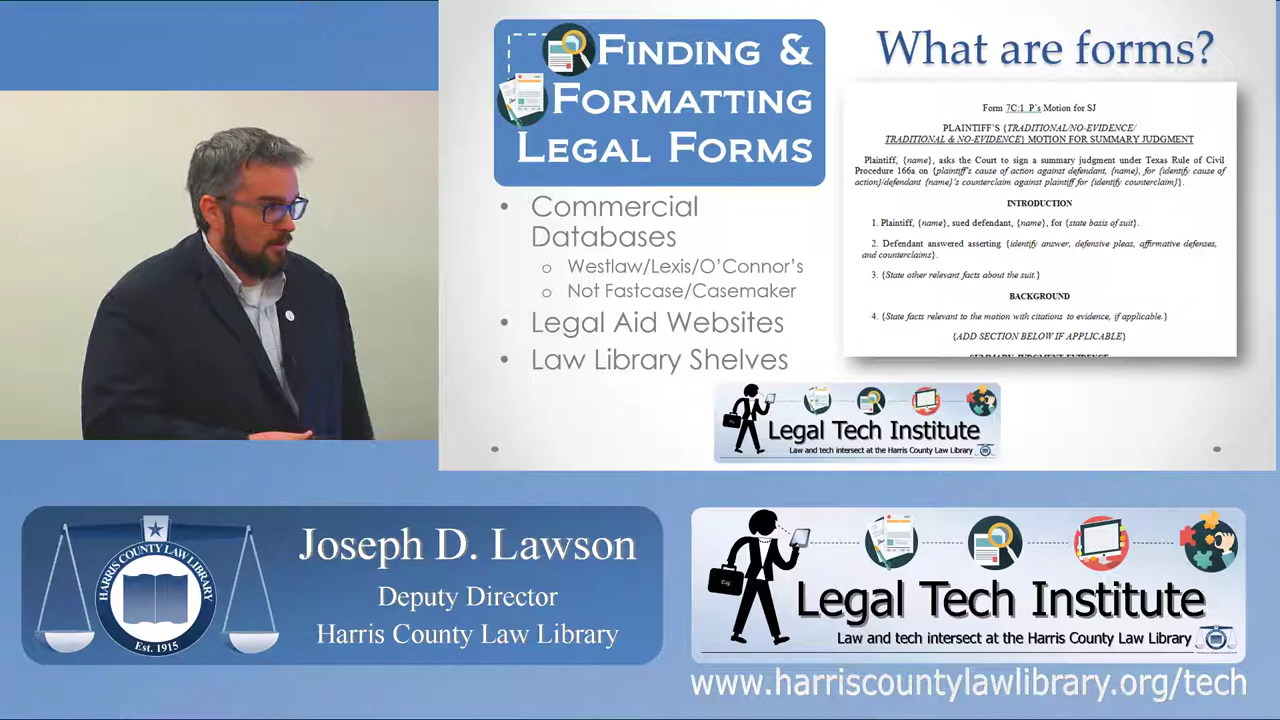 FINDING &
FORMATTING
LEGAL FORMS
• Commercial
Databases
o Westlaw/Lexis/O'Connor's
o Not Fastcase/Casemaker
• Legal Aid Websites
• Law Library Shelves
What are forms?
Form 7C:1 P's Motion for SJ
PLAINTIFF'S {TRADITIONAL/NO-EVIDENCE/
TRADITIONAL & NO-EVIDENCE} MOTION FOR SUMMARY JUDGMENT
Plaintiff, {name}, asks the Court to sign a summary judgment under Texas Rule of Civil
Procedure 166a on {plaintiff's cause of action against defendant, {name}, for {identify cause of
action}/defendant {name}'s counterclaim against plaintiff for {identify counterclaim}}.
INTRODUCTION
1. Plaintiff, {name}, sued defendant, {name}, for {state basis of suit}.
2. Defendant answered asserting {identify answer, defensive pleas, affirmative defenses,
and counterclaims}.
3. {State other relevant facts about the suit.}
BACKGROUND
4. {State facts relevant to the motion with citations to evidence, if applicable.}
{ADD SECTION BELOW IF APPLICABLE}
SUMMARY-JUDGMENT EVIDENCE
Legal Tech Institute
Law and tech intersect at the Harris County Law Library
HARRIS COUNTY LAW LIBRARY
Est. 1915
Joseph D. Lawson
Deputy Director
Harris County Law Library
Esq.
Legal Tech Institute
Law and tech intersect at the Harris County Law Library
www.harriscountylawlibrary.org/tech